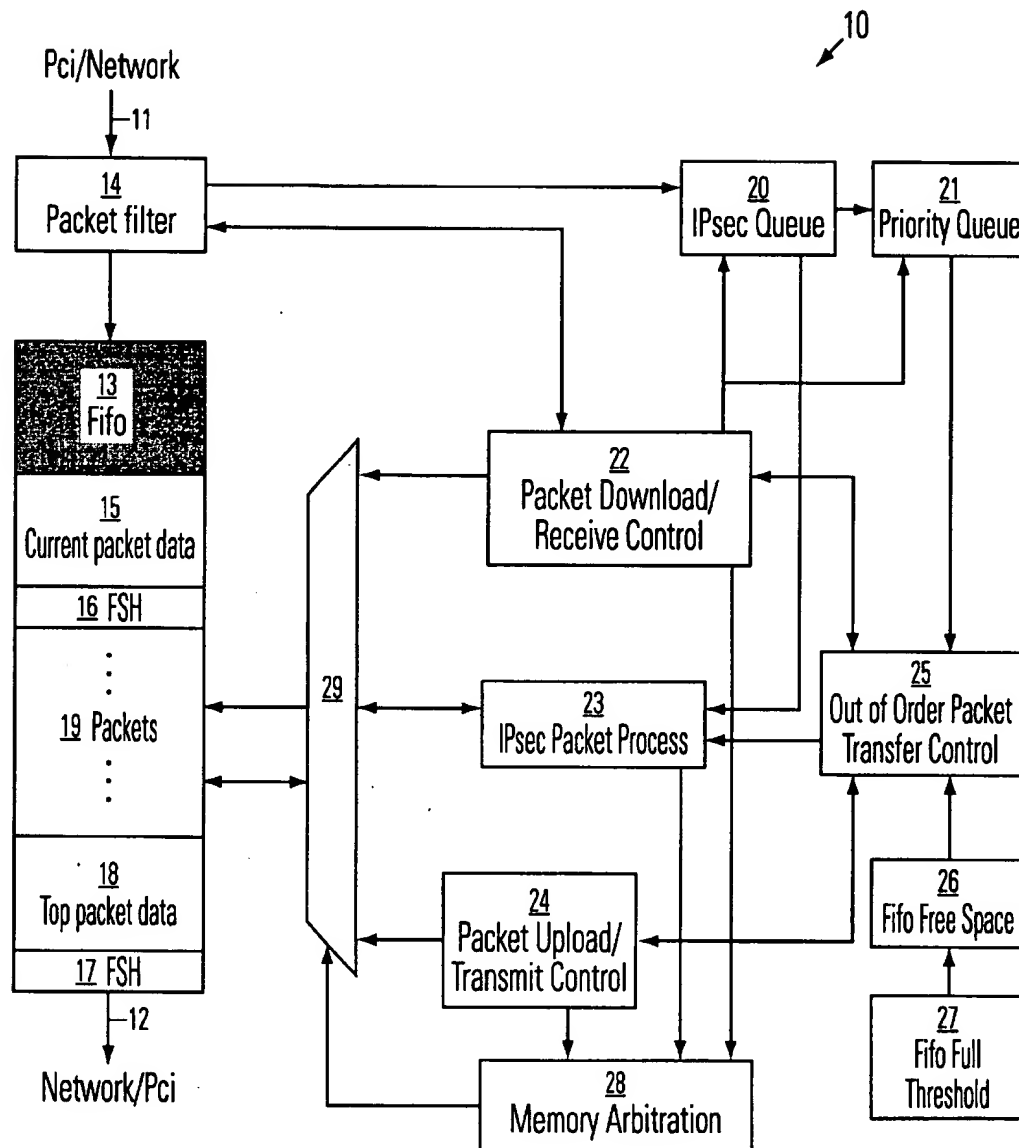 10
Pci/Network
11
14
Packet filter
20
IPsec Queue
21
Priority Queue
13
Fifo
22
Packet Download/
Receive Control
15
Current packet data
16 FSH
19 Packets
29
23
IPsec Packet Process
25
Out of Order Packet
Transfer Control
18
Top packet data
24
Packet Upload/
Transmit Control
26
Fifo Free Space
17 FSH
12
Network/Pci
27
Fifo Full
Threshold
28
Memory Arbitration